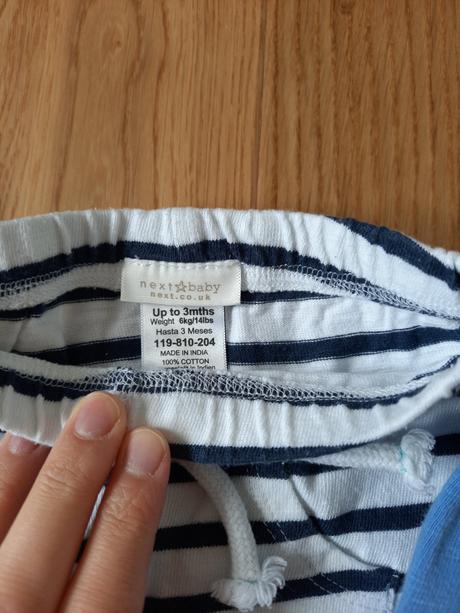 next☆baby
next.co.uk
Up to 3mths
Weight 6kg/14lbs
Hasta 3 Meses
119-810-204
MADE IN INDIA
100% COTTON